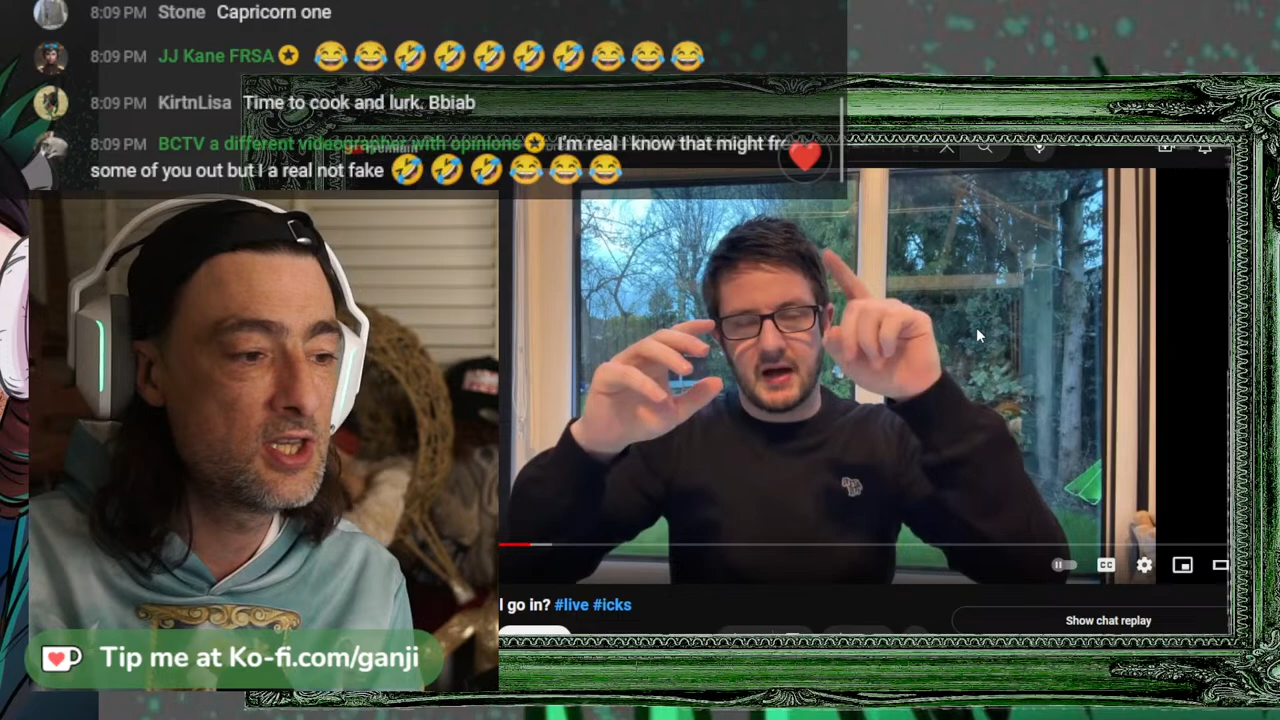 8:09 PM Stone Capricorn one
8:09 PM JJ Kane FRSA 😂😂🤣🤣🤣🤣🤣😂😂😂
8:09 PM KirtnLisa Time to cook and lurk. Bbiab
8:09 PM BCTV a different videographer with opinions I'm real I know that might fr
some of you out but I a real not fake 🤣🤣🤣😂😂😂
CC
I go in? #live #icks
Show chat replay
Tip me at Ko-fi.com/ganji